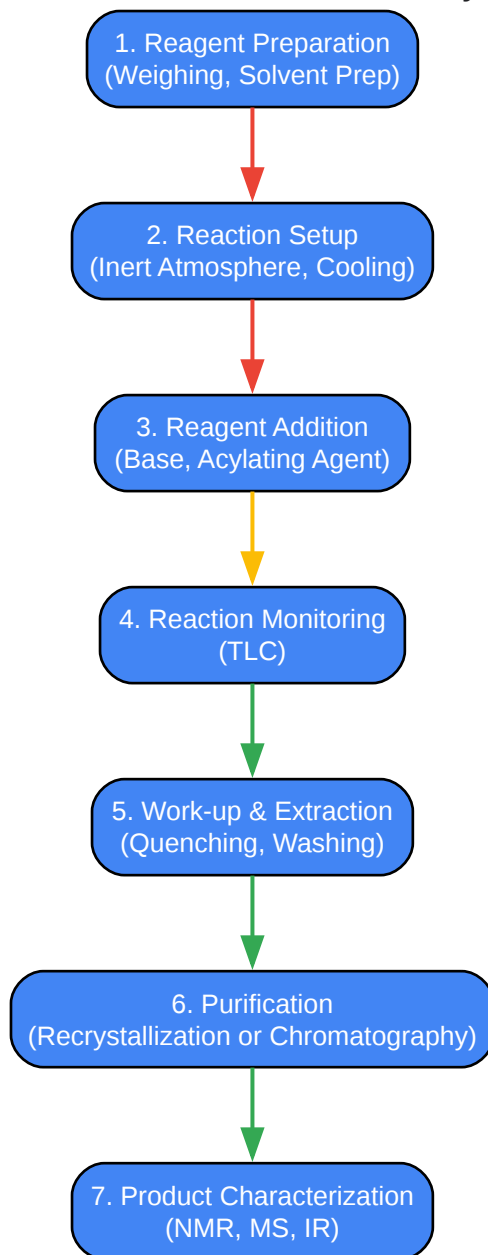 1. Reagent Preparation
(Weighing, Solvent Prep)
2. Reaction Setup
(Inert Atmosphere, Cooling)
3. Reagent Addition
(Base, Acylating Agent)
4. Reaction Monitoring
(TLC)
5. Work-up & Extraction
(Quenching, Washing)
6. Purification
(Recrystallization or Chromatography)
7. Product Characterization
(NMR, MS, IR)